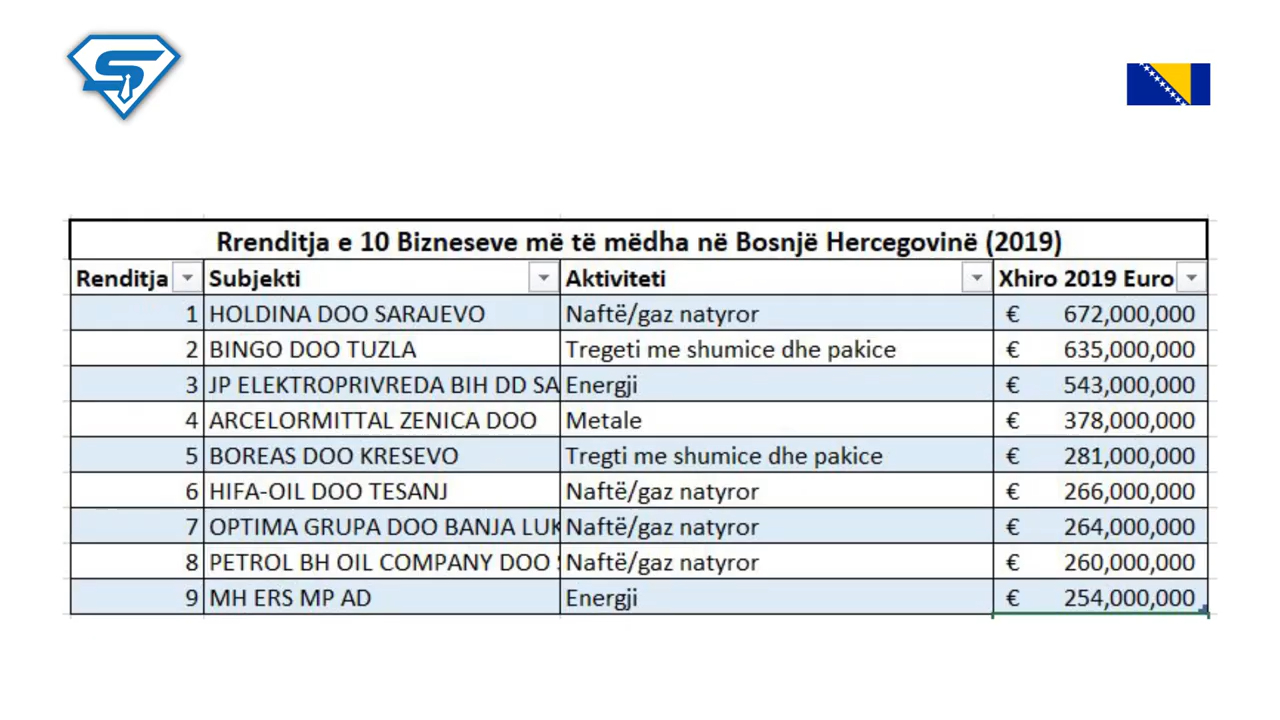 Rrenditja e 10 Bizneseve më të mëdha në Bosnjë Hercegovinë (2019)
Renditja Subjekti Aktiviteti Xhiro 2019 Euro
1 HOLDINA DOO SARAJEVO Naftë/gaz natyror € 672,000,000
2 BINGO DOO TUZLA Tregeti me shumice dhe pakice € 635,000,000
3 JP ELEKTROPRIVREDA BIH DD SA Energji € 543,000,000
4 ARCELORMITTAL ZENICA DOO Metale € 378,000,000
5 BOREAS DOO KRESEVO Tregti me shumice dhe pakice € 281,000,000
6 HIFA-OIL DOO TESANJ Naftë/gaz natyror € 266,000,000
7 OPTIMA GRUPA DOO BANJA LUK Naftë/gaz natyror € 264,000,000
8 PETROL BH OIL COMPANY DOO Naftë/gaz natyror € 260,000,000
9 MH ERS MP AD Energji € 254,000,000